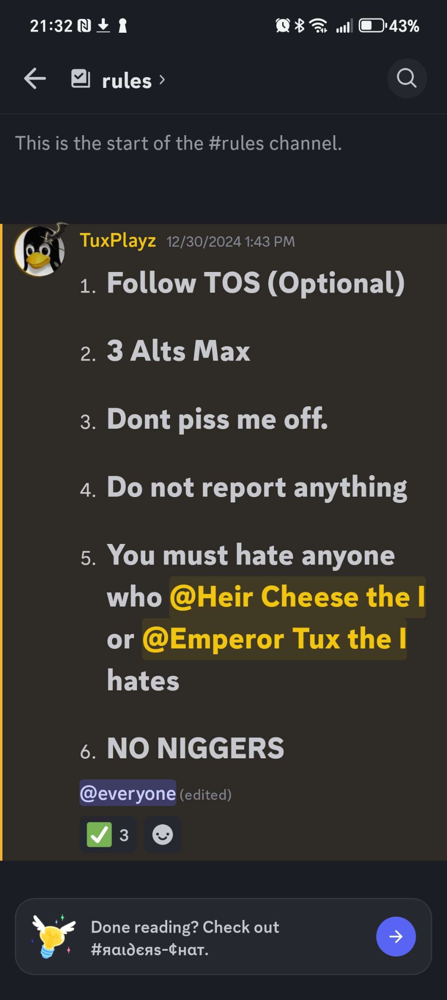 21:32 43%
rules
This is the start of the #rules channel.
TuxPlayz 12/30/2024 1:43 PM
1. Follow TOS (Optional)
2. 3 Alts Max
3. Dont piss me off.
4. Do not report anything
5. You must hate anyone
who @Heir Cheese the I
or @Emperor Tux the I
hates
6. NO NIGGERS
@everyone (edited)
3
Done reading? Check out
#яαι∂єяѕ-¢нαт.